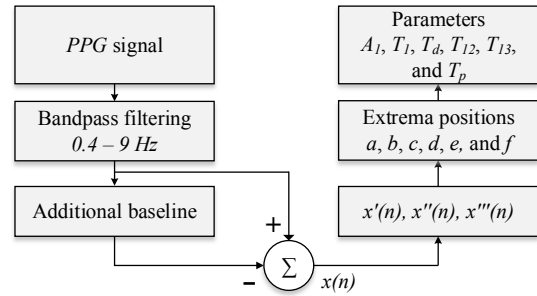 PPG signal
Bandpass filtering
0.4 – 9 Hz
Additional baseline
+
-
Σ
x(n)
x'(n), x''(n), x'''(n)
Extrema positions
a, b, c, d, e, and f
Parameters
A1, T1, Td, T12, T13,
and Tp